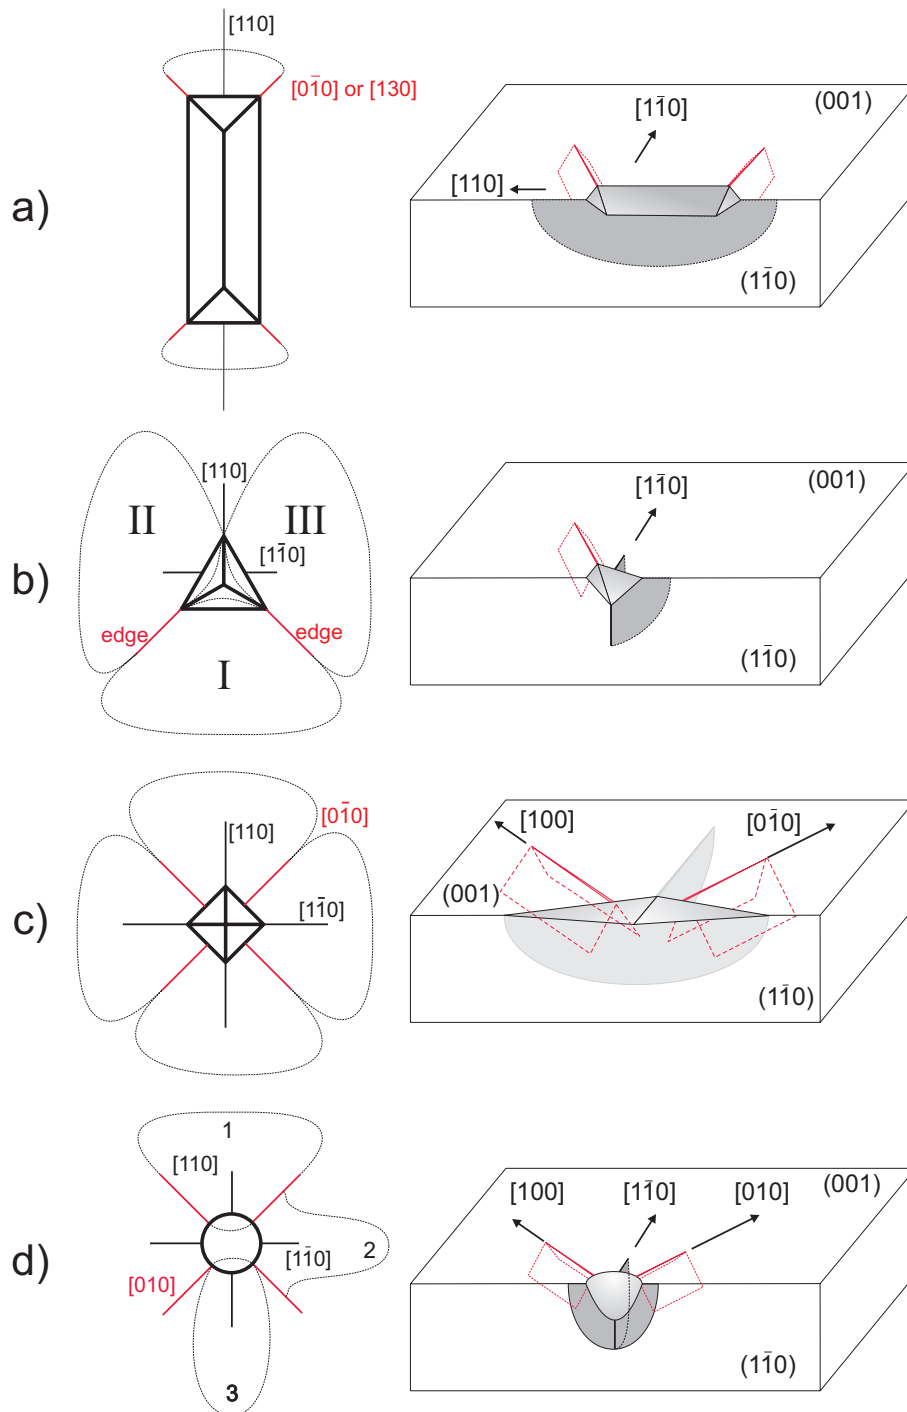 a)
[110]
[01̅0] or [130]
(001)
[11̅0]
[110]
(11̅0)
b)
[110]
II
III
[11̅0]
edge
edge
I
(001)
[11̅0]
(11̅0)
c)
[01̅0]
[110]
[11̅0]
[100]
[01̅0]
(001)
(11̅0)
d)
1
[110]
[11̅0]
2
[010]
3
[100]
[11̅0]
[010]
(001)
(11̅0)